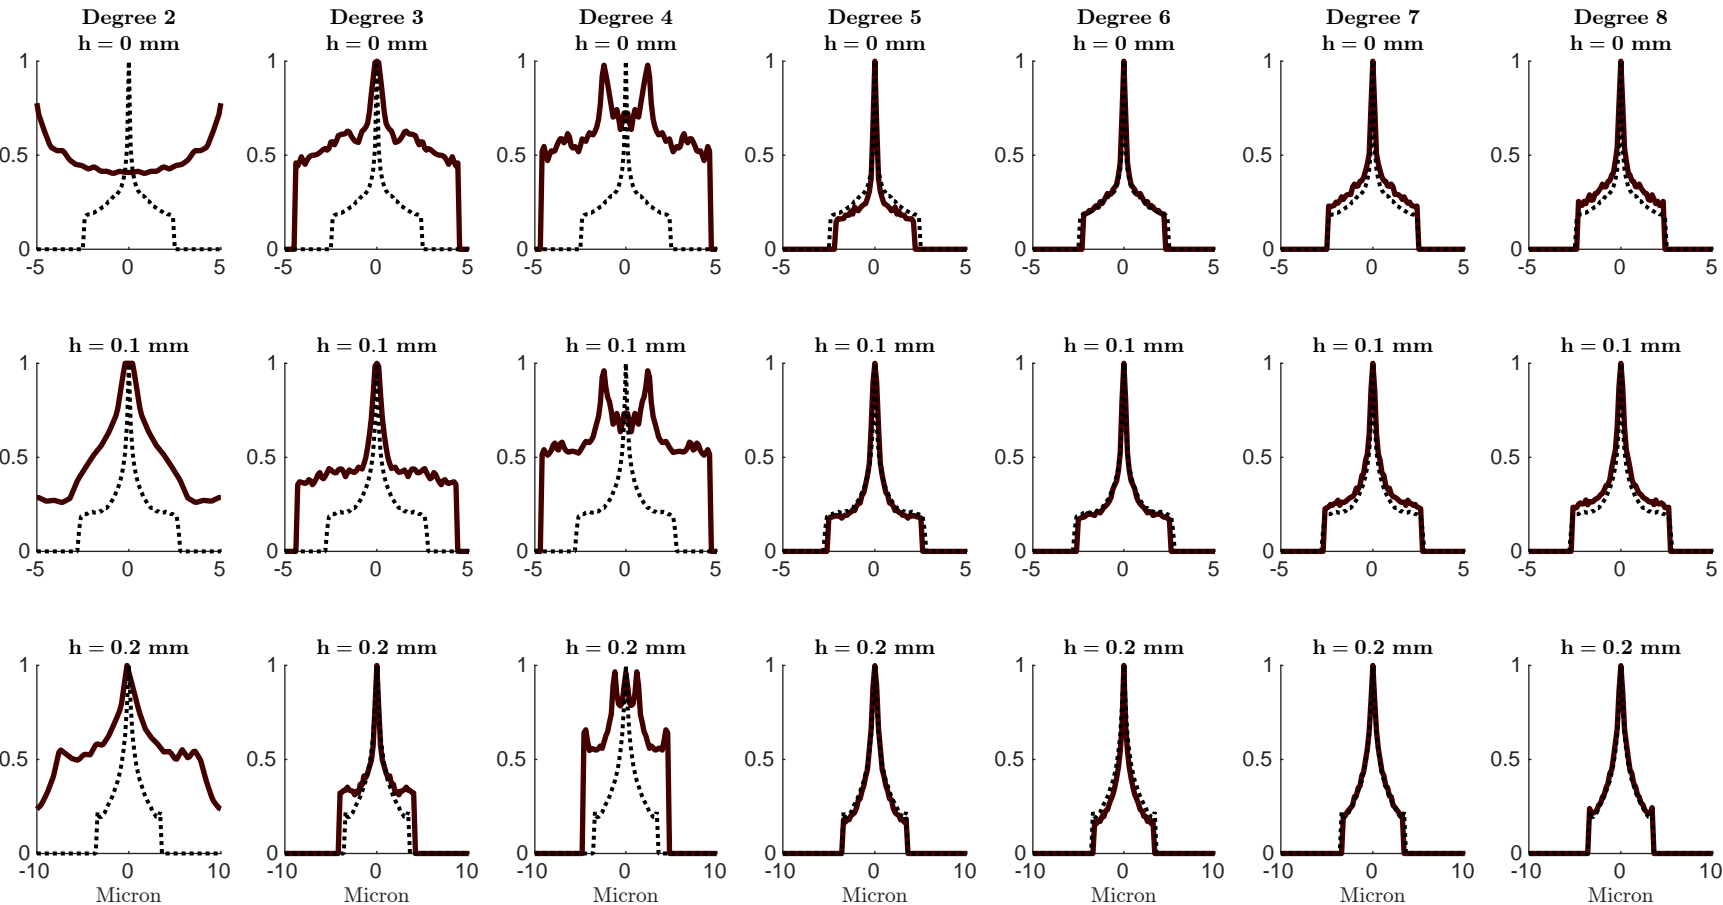 Degree 2 Degree 3 Degree 4 Degree 5 Degree 6 Degree 7 Degree 8
h = 0 mm h = 0 mm h = 0 mm h = 0 mm h = 0 mm h = 0 mm h = 0 mm
1 1 1 1 1 1 1
0.5 0.5 0.5 0.5 0.5 0.5 0.5
0 0 0 0 0 0 0
-5 0 5 -5 0 5 -5 0 5 -5 0 5 -5 0 5 -5 0 5 -5 0 5
h = 0.1 mm h = 0.1 mm h = 0.1 mm h = 0.1 mm h = 0.1 mm h = 0.1 mm h = 0.1 mm
1 1 1 1 1 1 1
0.5 0.5 0.5 0.5 0.5 0.5 0.5
0 0 0 0 0 0 0
-5 0 5 -5 0 5 -5 0 5 -5 0 5 -5 0 5 -5 0 5 -5 0 5
h = 0.2 mm h = 0.2 mm h = 0.2 mm h = 0.2 mm h = 0.2 mm h = 0.2 mm h = 0.2 mm
1 1 1 1 1 1 1
0.5 0.5 0.5 0.5 0.5 0.5 0.5
0 0 0 0 0 0 0
-10 0 10 -10 0 10 -10 0 10 -10 0 10 -10 0 10 -10 0 10 -10 0 10
Micron Micron Micron Micron Micron Micron Micron